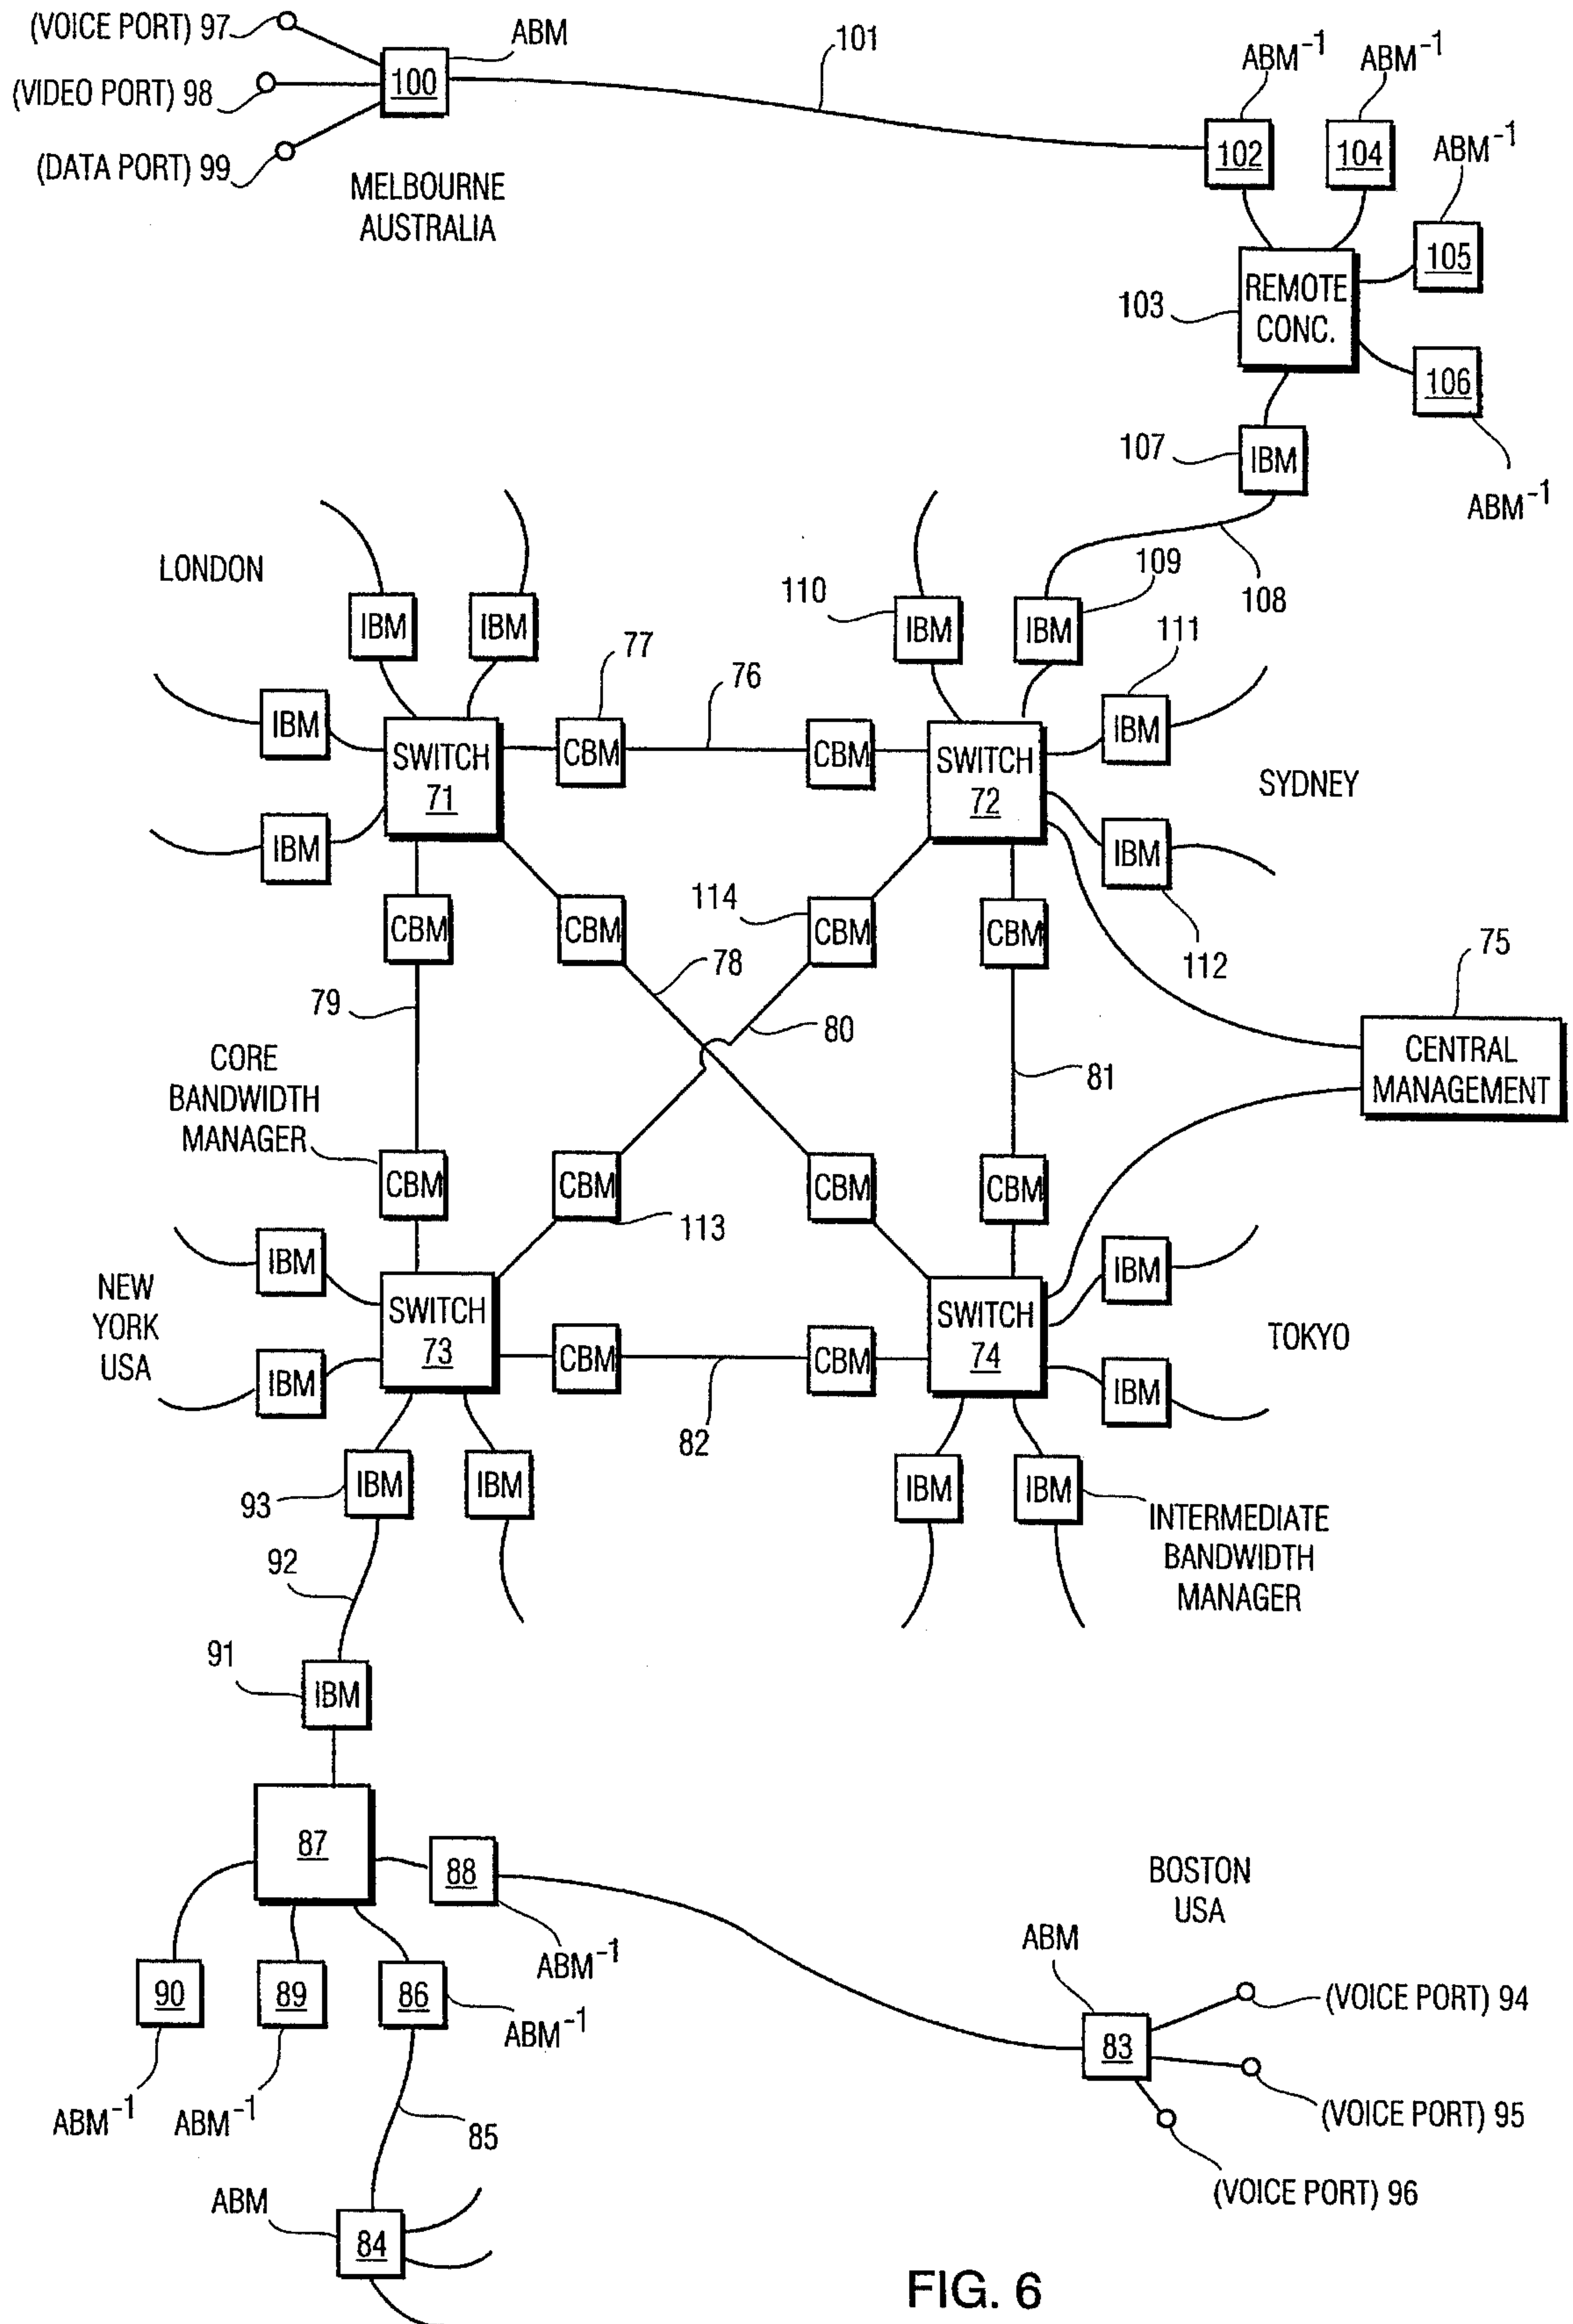 (VOICE PORT) 97
(VIDEO PORT) 98
(DATA PORT) 99
100
ABM
MELBOURNE
AUSTRALIA
101
ABM-1
ABM-1
102
104
ABM-1
105
REMOTE
CONC.
103
106
ABM-1
107
IBM
108
LONDON
IBM
IBM
110
IBM
IBM
109
111
IBM
77
76
IBM
SWITCH
71
CBM
CBM
SWITCH
72
SYDNEY
IBM
IBM
112
CBM
CBM
114
CBM
CBM
78
80
79
81
75
CENTRAL
MANAGEMENT
CORE
BANDWIDTH
MANAGER
CBM
CBM
113
CBM
CBM
IBM
IBM
NEW
YORK
USA
SWITCH
73
CBM
CBM
SWITCH
74
TOKYO
IBM
IBM
82
93
IBM
IBM
IBM
IBM
INTERMEDIATE
BANDWIDTH
MANAGER
92
91
IBM
87
88
ABM-1
BOSTON
USA
ABM
83
(VOICE PORT) 94
(VOICE PORT) 95
(VOICE PORT) 96
90
89
86
ABM-1
ABM-1
ABM-1
85
ABM
84
FIG. 6